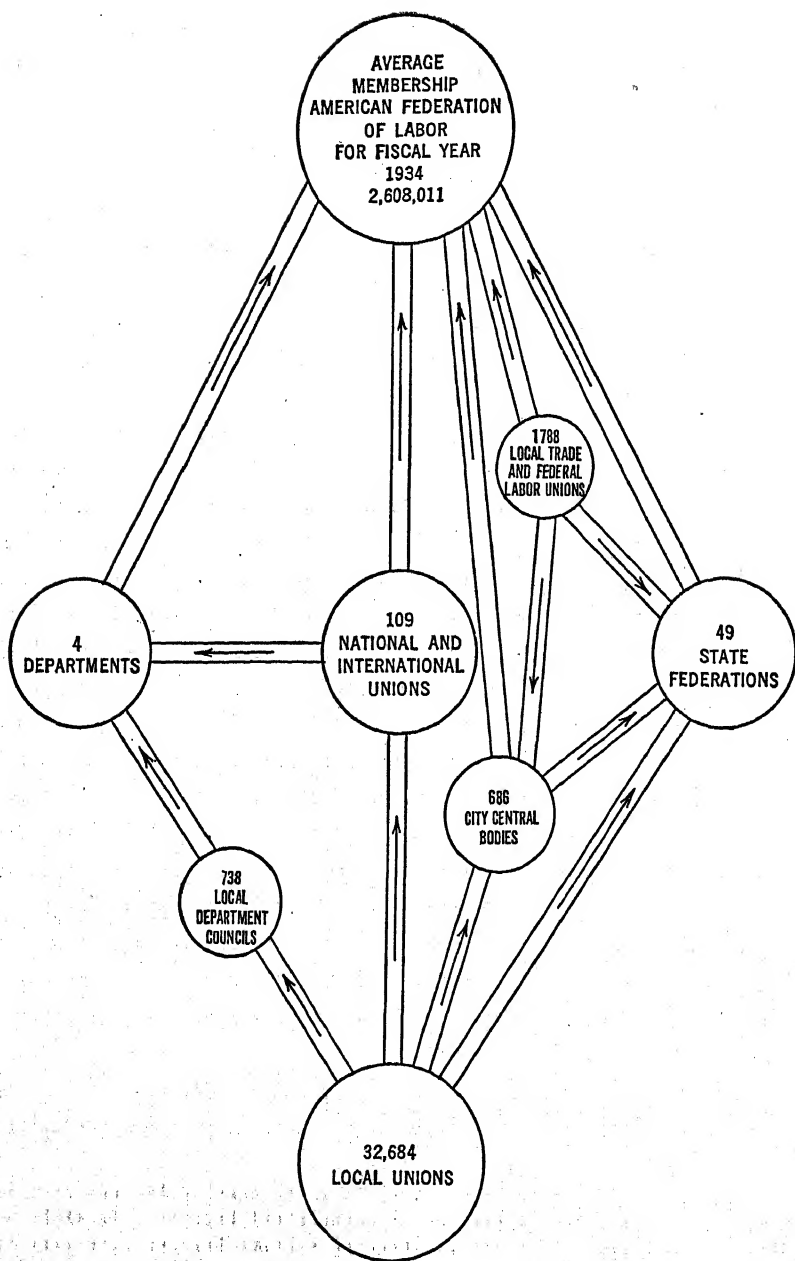 AVERAGE
MEMBERSHIP
AMERICAN FEDERATION
OF LABOR
FOR FISCAL YEAR
1934
2,608,011
1788
LOCAL TRADE
AND FEDERAL
LABOR UNIONS
4
DEPARTMENTS
109
NATIONAL AND
INTERNATIONAL
UNIONS
49
STATE
FEDERATIONS
686
CITY CENTRAL
BODIES
738
LOCAL
DEPARTMENT
COUNCILS
32,684
LOCAL UNIONS